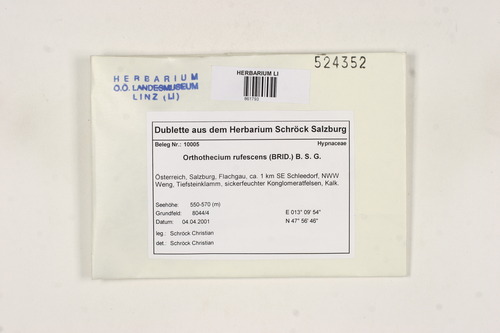 524352
HERBARIUM
O.Ö. LANDESMUSEUM
LINZ (LI)
HERBARIUM LI
Dublette aus dem Herbarium Schröck Salzburg
Beleg Nr.: 10005 Hypnaceae
Orthothecium rufescens (BRID.) B. S. G.
Österreich, Salzburg, Flachgau, ca. 1 km SE Schleedorf, NWW
Weng, Tiefsteinklamm, sickerfeuchter Konglomeratfelsen, Kalk.
Seehöhe: 550-570 (m)
Grundfeld: 8044/4 E 013° 09' 54"
Datum: 04.04.2001 N 47° 56' 46"
leg.: Schröck Christian
det.: Schröck Christian